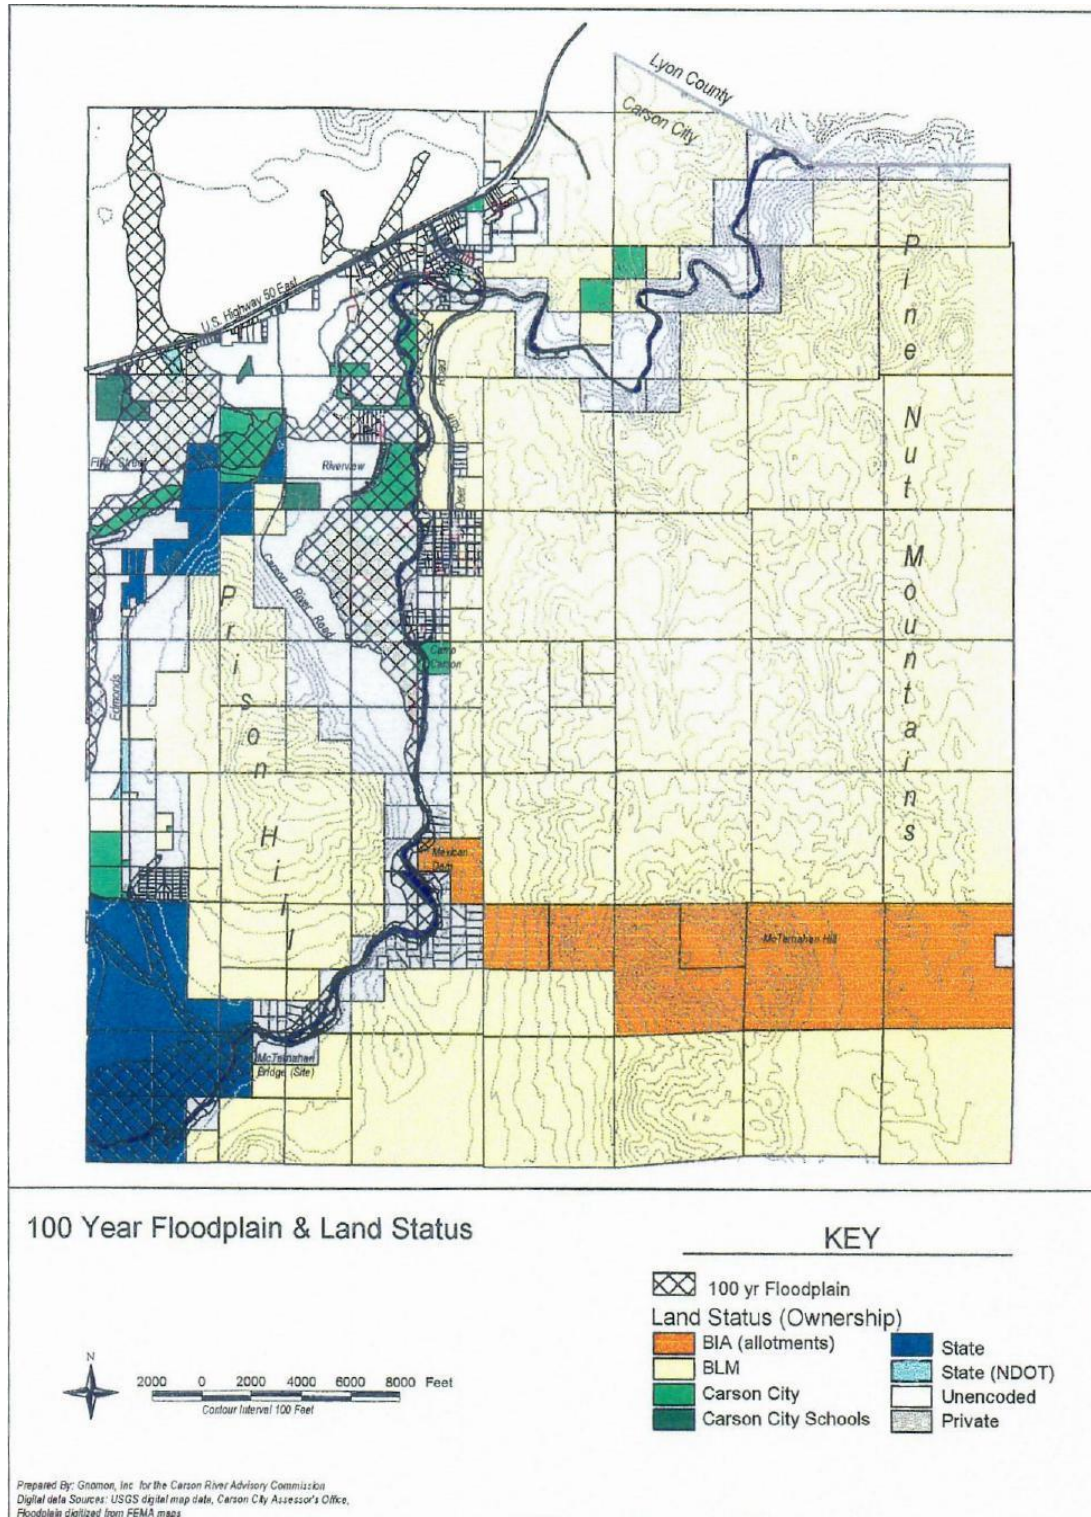 Lyon County
Carson City
U.S. Highway 50 East
Pine Nut Mountains
Road
Deer
Riverview
Carson River Road
Prison Hill
Edmonds
Camp
Carson
Mexican
Dam
McTarnahan Hill
McTarnahan
Bridge (Site)
100 Year Floodplain & Land Status
KEY
100 yr Floodplain
Land Status (Ownership)
BIA (allotments)
BLM
Carson City
Carson City Schools
State
State (NDOT)
Unencoded
Private
N
2000 0 2000 4000 6000 8000 Feet
Contour Interval 100 Feet
Prepared By: Gnomon, Inc. for the Carson River Advisory Commission
Digital data Sources: USGS digital map data, Carson City Assessor's Office,
Floodplain digitized from FEMA maps